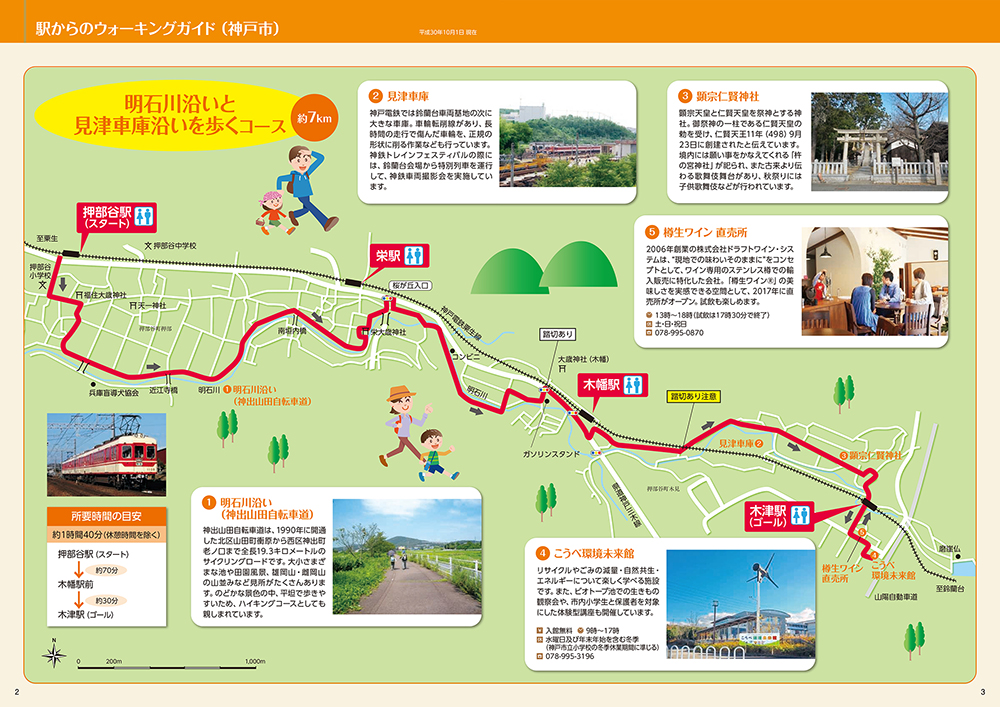 駅からのウォーキングガイド（神戸市）
平成30年10月1日 現在
明石川沿いと
見津車庫沿いを歩くコース
約7km
2 見津車庫
神戸電鉄では鈴蘭台車両基地の次に
大きな車庫。車輪転削線があり、長
時間の走行で傷んだ車輪を、正規の
形状に削る作業なども行っています。
神鉄トレインフェスティバルの際に
は、鈴蘭台会場から特別列車を運行
して、神鉄車両撮影会を実施してい
ます。
3 顕宗仁賢神社
顕宗天皇と仁賢天皇を祭神とする神
社。御祭神の一柱である仁賢天皇の
勅を受け、仁賢天王11年（498）9月
23日に創建されたと伝えています。
境内には願い事をかなえてくれる「杵
の宮神社」が祀られ、また古来より伝
わる歌舞伎舞台があり、秋祭りには
子供歌舞伎などが行われています。
5 樽生ワイン 直売所
2006年創業の株式会社ドラフトワイン・シス
テムは、“現地での味わいそのままに”をコンセ
プトとして、ワイン専用のステンレス樽での輸
入販売に特化した会社。「樽生ワイン®」の美
味しさを実感できる空間として、2017年に直
売所がオープン。試飲も楽しめます。
13時～18時（試飲は17時30分で終了）
土・日・祝日
078-995-0870
押部谷駅
（スタート）
至粟生
押部谷
小学校
押部谷中学校
福住大歳神社
天一神社
押部谷町押部
栄駅
桜が丘入口
神戸電鉄粟生線
南堀内橋
栄大歳神社
コンビニ
踏切あり
大歳神社（木幡）
木幡駅
踏切あり注意
兵庫盲導犬協会
近江寺橋
明石川
1 明石川沿い
（神出山田自転車道）
明石川
ガソリンスタンド
見津車庫 2
3 顕宗仁賢神社
押部谷町木見
木津駅
（ゴール）
5
樽生ワイン
直売所
4
こうべ
環境未来館
磨崖仏
至鈴蘭台
山陽自動車道
所要時間の目安
約1時間40分（休憩時間を除く）
押部谷駅（スタート）
約70分
木幡駅前
約30分
木津駅（ゴール）
1 明石川沿い
（神出山田自転車道）
神出山田自転車道は、1990年に開通
した北区山田町衝原から西区神出町
老ノ口まで全長19.3キロメートルの
サイクリングロードです。大小さまざ
まな池や田園風景、雄岡山・雌岡山
の山並みなど見所がたくさんありま
す。のどかな景色の中、平坦で歩きや
すいため、ハイキングコースとしても
親しまれています。
4 こうべ環境未来館
リサイクルやごみの減量・自然共生・
エネルギーについて楽しく学べる施設
です。また、ビオトープ池での生きもの
観察会や、市内小学生と保護者を対象
にした体験型講座も開催しています。
入館無料 9時～17時
水曜日及び年末年始を含む冬季
（神戸市立小学校の冬季休業期間に準じる）
078-995-3196
N
0 200m 1,000m
2
3